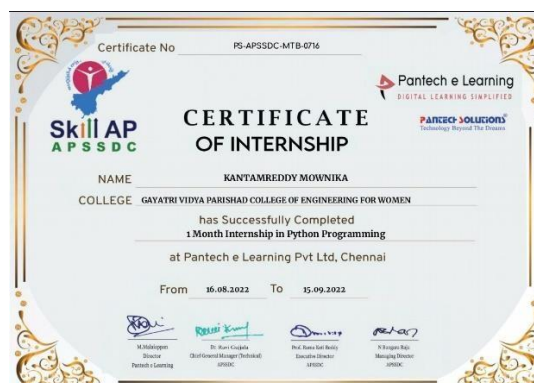 Certificate No PS-APSSDC-MTB-0716
Skill AP
APSSDC
Pantech e Learning
DIGITAL LEARNING SIMPLIFIED
PANTECH SOLUTIONS
Technology Beyond The Dreams
CERTIFICATE
OF INTERNSHIP
NAME KANTAMREDDY MOWNIKA
COLLEGE GAYATRI VIDYA PARISHAD COLLEGE OF ENGINEERING FOR WOMEN
has Successfully Completed
1 Month Internship in Python Programming
at Pantech e Learning Pvt Ltd, Chennai
From 16.08.2022 To 15.09.2022
Director
Pantech e Learning
Dr. Ravi Gujjula
Chief General Manager (Technical)
APSSDC
Executive Director
APSSDC
Managing Director
APSSDC